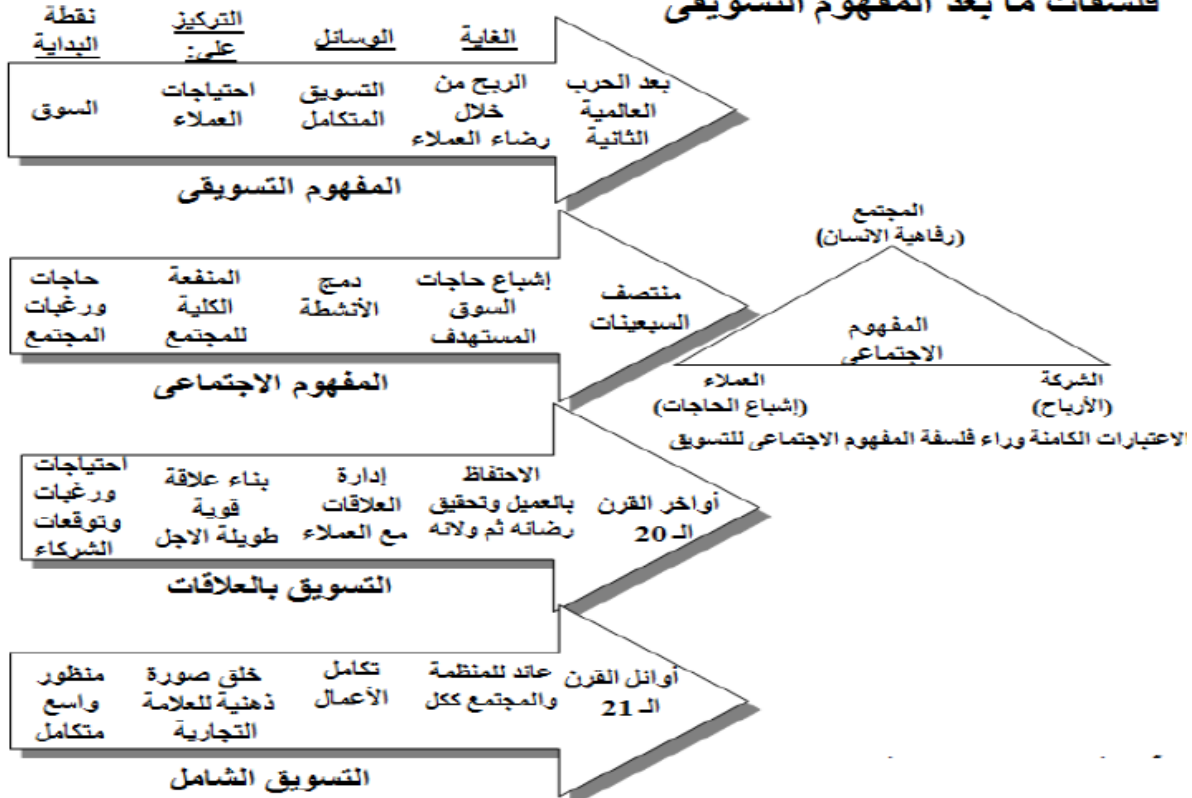 فلسفات ما بعد المفهوم التسويقى
نقطة
البداية
التركيز
على:
الوسائل
الغاية
السوق
احتياجات
العملاء
التسويق
المتكامل
الربح من
خلال
رضاء العملاء
بعد الحرب
العالمية
الثانية
المفهوم التسويقى
حاجات
ورغبات
المجتمع
المنفعة
الكلية
للمجتمع
دمج
الأنشطة
إشباع حاجات
السوق
المستهدف
منتصف
السبعينات
المفهوم الاجتماعى
المجتمع
(رفاهية الانسان)
المفهوم
الاجتماعى
العملاء
(إشباع الحاجات)
الشركة
(الأرباح)
الاعتبارات الكامنة وراء فلسفة المفهوم الاجتماعى للتسويق
احتياجات
ورغبات
وتوقعات
الشركاء
بناء علاقة
قوية
طويلة الاجل
إدارة
العلاقات
مع العملاء
الاحتفاظ
بالعميل وتحقيق
رضائه ثم ولائه
أواخر القرن
الـ 20
التسويق بالعلاقات
منظور
واسع
متكامل
خلق صورة
ذهنية للعلامة
التجارية
تكامل
الأعمال
عائد للمنظمة
والمجتمع ككل
أوائل القرن
الـ 21
التسويق الشامل